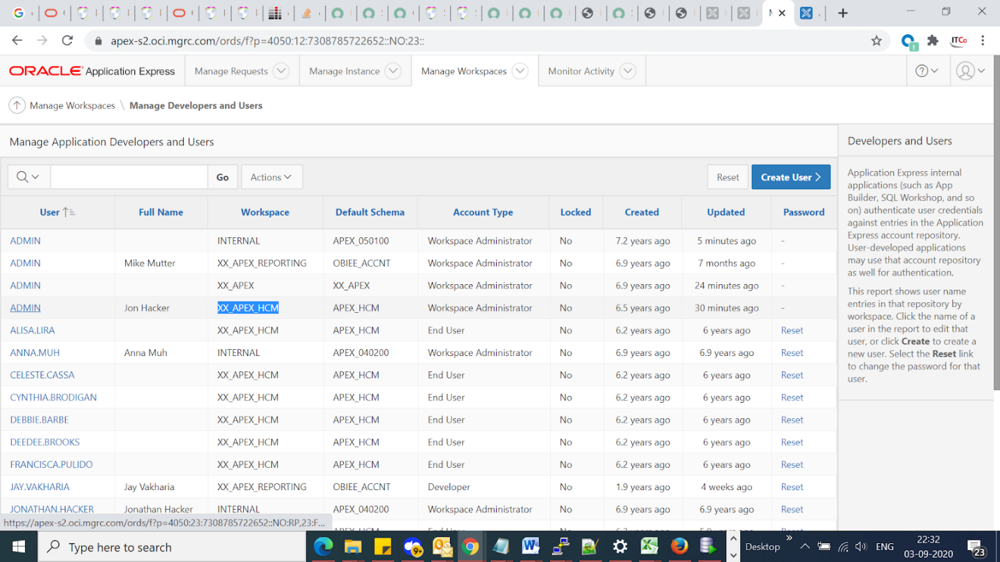 apex-s2.oci.mgrc.com/ords/f?p=4050:12:7308785722652::NO:23::
ITCo
ORACLE Application Express
Manage Requests
Manage Instance
Manage Workspaces
Monitor Activity
Manage Workspaces \ Manage Developers and Users
Manage Application Developers and Users
Go
Actions
Reset
Create User
User Full Name Workspace Default Schema Account Type Locked Created Updated Password
ADMIN INTERNAL APEX_050100 Workspace Administrator No 7.2 years ago 5 minutes ago -
ADMIN Mike Mutter XX_APEX_REPORTING OBIEE_ACCNT Workspace Administrator No 6.9 years ago 7 months ago -
ADMIN XX_APEX XX_APEX Workspace Administrator No 6.9 years ago 24 minutes ago -
ADMIN Jon Hacker XX_APEX_HCM APEX_HCM Workspace Administrator No 6.5 years ago 30 minutes ago -
ALISA.LIRA XX_APEX_HCM APEX_HCM End User No 6.2 years ago 6 years ago Reset
ANNA.MUH Anna Muh INTERNAL APEX_040200 Workspace Administrator No 6.9 years ago 6.9 years ago Reset
CELESTE.CASSA XX_APEX_HCM APEX_HCM End User No 6.2 years ago 6 years ago Reset
CYNTHIA.BRODIGAN XX_APEX_HCM APEX_HCM End User No 6.2 years ago 6 years ago Reset
DEBBIE.BARBE XX_APEX_HCM APEX_HCM End User No 6.2 years ago 6 years ago Reset
DEEDEE.BROOKS XX_APEX_HCM APEX_HCM End User No 6.2 years ago 6 years ago Reset
FRANCISCA.PULIDO XX_APEX_HCM APEX_HCM End User No 6.2 years ago 6 years ago Reset
JAY.VAKHARIA Jay Vakharia XX_APEX_REPORTING OBIEE_ACCNT Developer No 1.9 years ago 4 weeks ago Reset
JONATHAN.HACKER Jonathan Hacker INTERNAL APEX_040200 Workspace Administrator No 6.9 years ago 6.9 years ago Reset
Developers and Users
Application Express internal
applications (such as App
Builder, SQL Workshop, and so
on) authenticate user credentials
against entries in the Application
Express account repository.
User-developed applications
may use that account repository
as well for authentication.
This report shows user name
entries in that repository by
workspace. Click the name of a
user in the report to edit that
user, or click Create to create a
new user. Select the Reset link
to change the password for that
user.
https://apex-s2.oci.mgrc.com/ords/f?p=4050:23:7308785722652::NO:RP,23:F...
Type here to search
9+
Desktop
ENG
22:32
03-09-2020
23